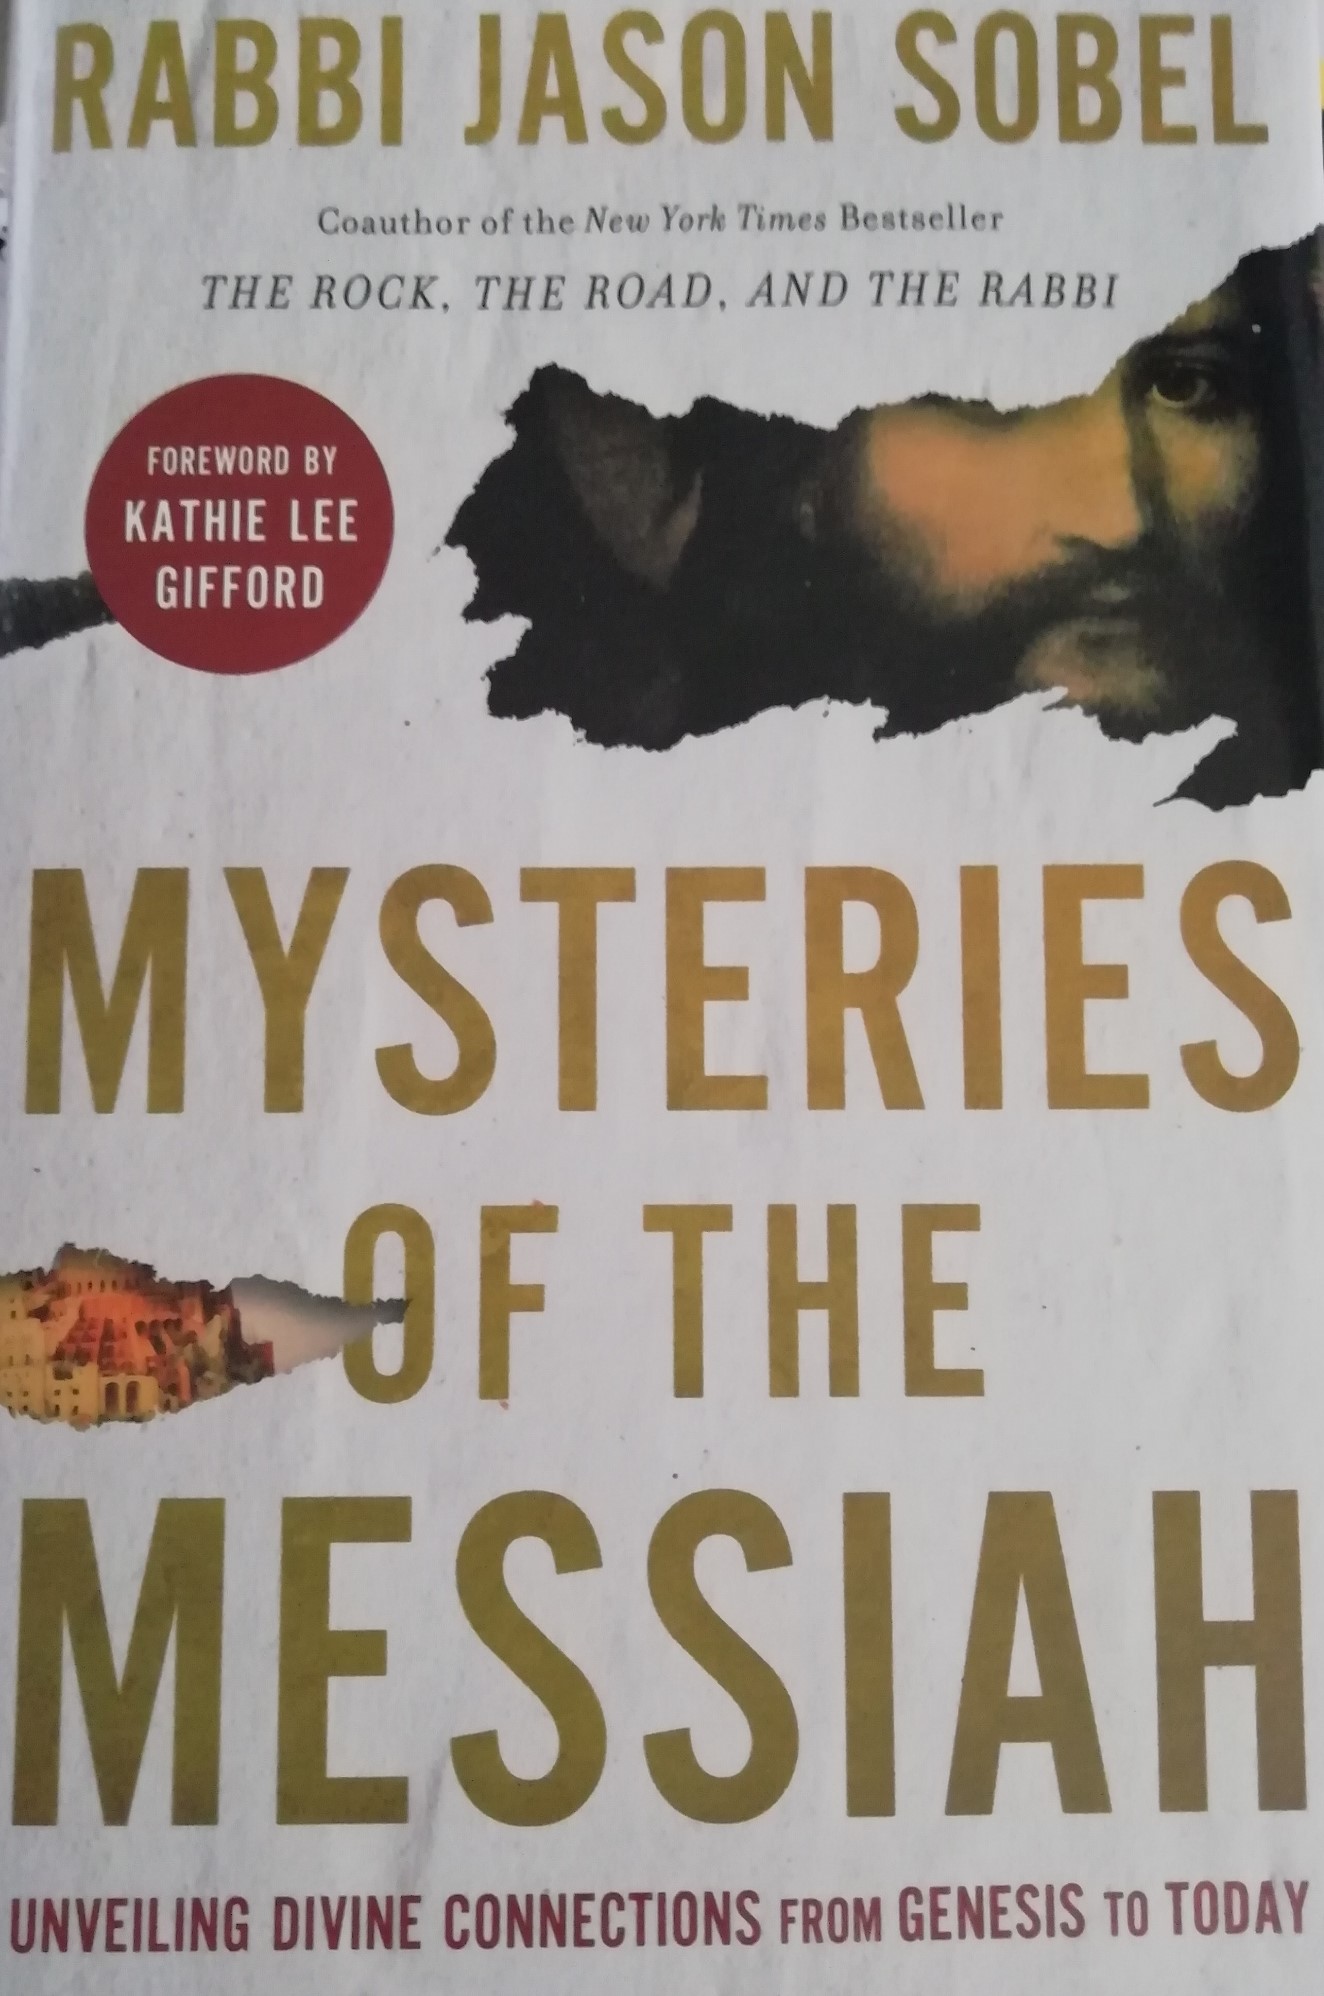 RABBI JASON SOBEL
Coauthor of the New York Times Bestseller
THE ROCK, THE ROAD, AND THE RABBI
FOREWORD BY
KATHIE LEE
GIFFORD
MYSTERIES
OF THE
MESSIAH
UNVEILING DIVINE CONNECTIONS FROM GENESIS TO TODAY